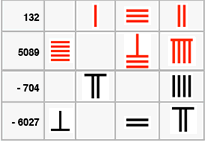 132 𝍩 𝍢 𝍪
5089 𝍤 𝍧 𝍱
- 704 𝍯 𝍬
- 6027 𝍮 𝍡 𝍯